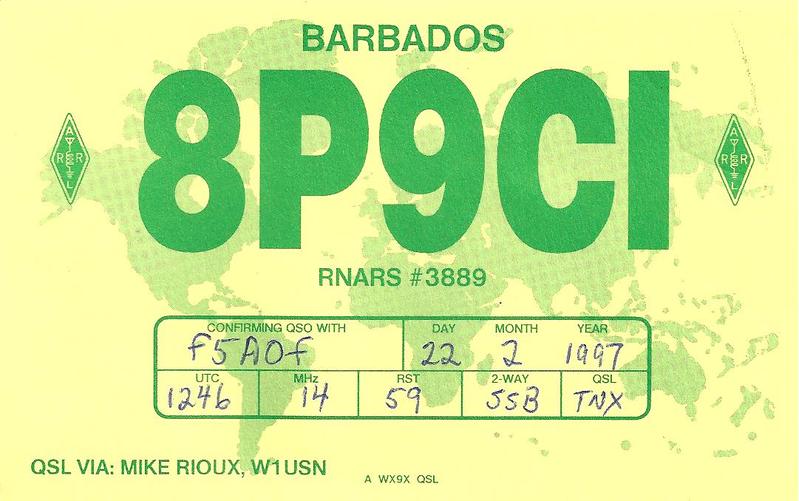 BARBADOS
8P9CI
A
R R
L
A
R R
L
RNARS #3889
CONFIRMING QSO WITH DAY MONTH YEAR
F5AOF 22 2 1997
UTC MHz RST 2-WAY QSL
1246 14 59 SSB TNX
QSL VIA: MIKE RIOUX, W1USN
A WX9X QSL